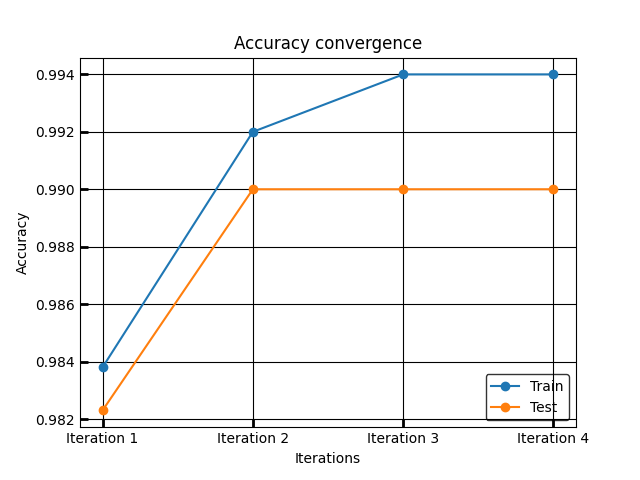 Accuracy convergence
0.994
0.992
0.990
0.988
0.986
0.984
0.982
Accuracy
Train
Test
Iteration 1
Iteration 2
Iteration 3
Iteration 4
Iterations